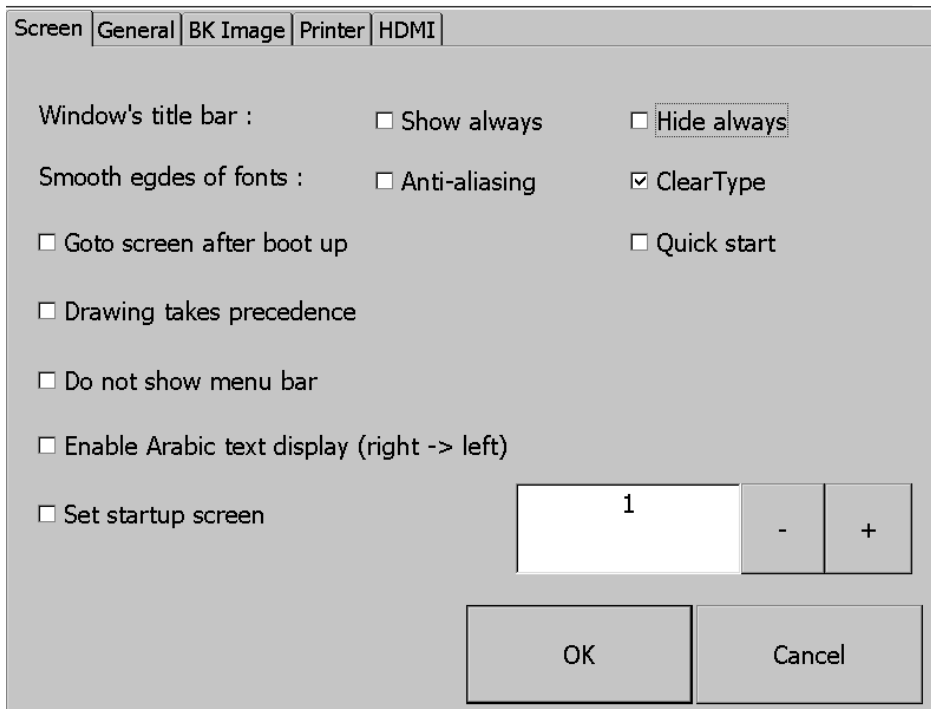 Screen General BK Image Printer HDMI
Window's title bar : Show always Hide always
Smooth egdes of fonts : Anti-aliasing ClearType
Goto screen after boot up Quick start
Drawing takes precedence
Do not show menu bar
Enable Arabic text display (right -> left)
Set startup screen 1 - +
OK Cancel